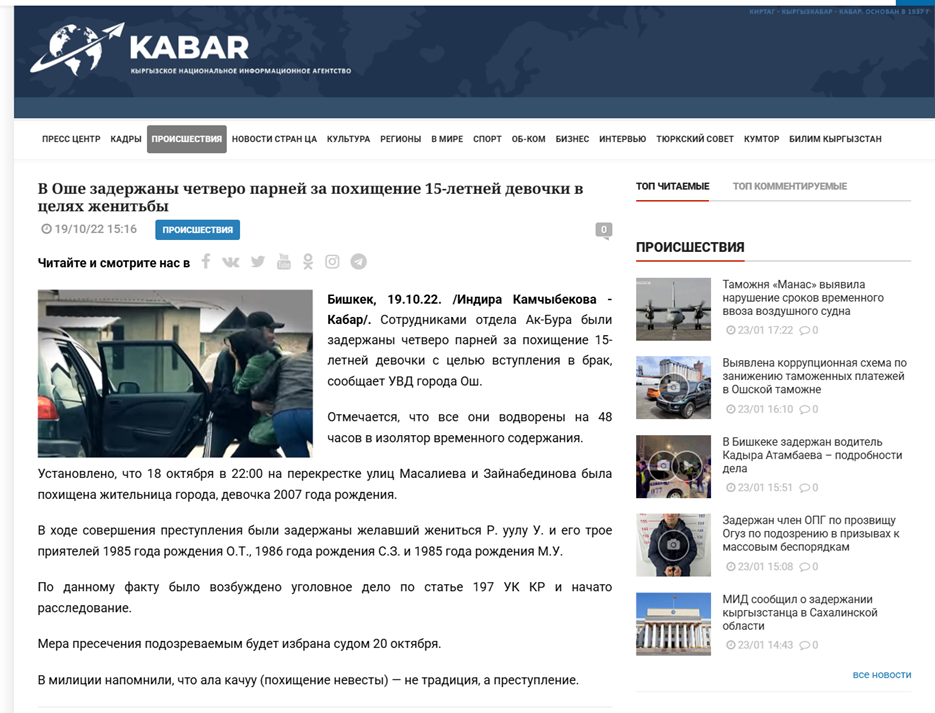 КИРТАГ - КЫРГЫЗКАБАР - КАБАР. ОСНОВАН В 1937 Г
KABAR
КЫРГЫЗСКОЕ НАЦИОНАЛЬНОЕ ИНФОРМАЦИОННОЕ АГЕНТСТВО
ПРЕСС ЦЕНТР КАДРЫ ПРОИСШЕСТВИЯ НОВОСТИ СТРАН ЦА КУЛЬТУРА РЕГИОНЫ В МИРЕ СПОРТ ОБ-КОМ БИЗНЕС ИНТЕРВЬЮ ТЮРКСКИЙ СОВЕТ КУМТОР БИЛИМ КЫРГЫЗСТАН
В Оше задержаны четверо парней за похищение 15-летней девочки в
целях женитьбы
19/10/22 15:16 ПРОИСШЕСТВИЯ 0
Читайте и смотрите нас в
Бишкек, 19.10.22. /Индира Камчыбекова -
Кабар/. Сотрудниками отдела Ак-Бура были
задержаны четверо парней за похищение 15-
летней девочки с целью вступления в брак,
сообщает УВД города Ош.
Отмечается, что все они водворены на 48
часов в изолятор временного содержания.
Установлено, что 18 октября в 22:00 на перекрестке улиц Масалиева и Зайнабединова была
похищена жительница города, девочка 2007 года рождения.
В ходе совершения преступления были задержаны желавший жениться Р. уулу У. и его трое
приятелей 1985 года рождения О.Т., 1986 года рождения С.З. и 1985 года рождения М.У.
По данному факту было возбуждено уголовное дело по статье 197 УК КР и начато
расследование.
Мера пресечения подозреваемым будет избрана судом 20 октября.
В милиции напомнили, что ала качуу (похищение невесты) — не традиция, а преступление.
ТОП ЧИТАЕМЫЕ ТОП КОММЕНТИРУЕМЫЕ
ПРОИСШЕСТВИЯ
Таможня «Манас» выявила
нарушение сроков временного
ввоза воздушного судна
23/01 17:22 0
Выявлена коррупционная схема по
занижению таможенных платежей
в Ошской таможне
23/01 16:10 0
В Бишкеке задержан водитель
Кадыра Атамбаева – подробности
дела
23/01 15:51 0
Задержан член ОПГ по прозвищу
Огуз по подозрению в призывах к
массовым беспорядкам
23/01 15:08 0
МИД сообщил о задержании
кыргызстанца в Сахалинской
области
23/01 14:43 0
все новости